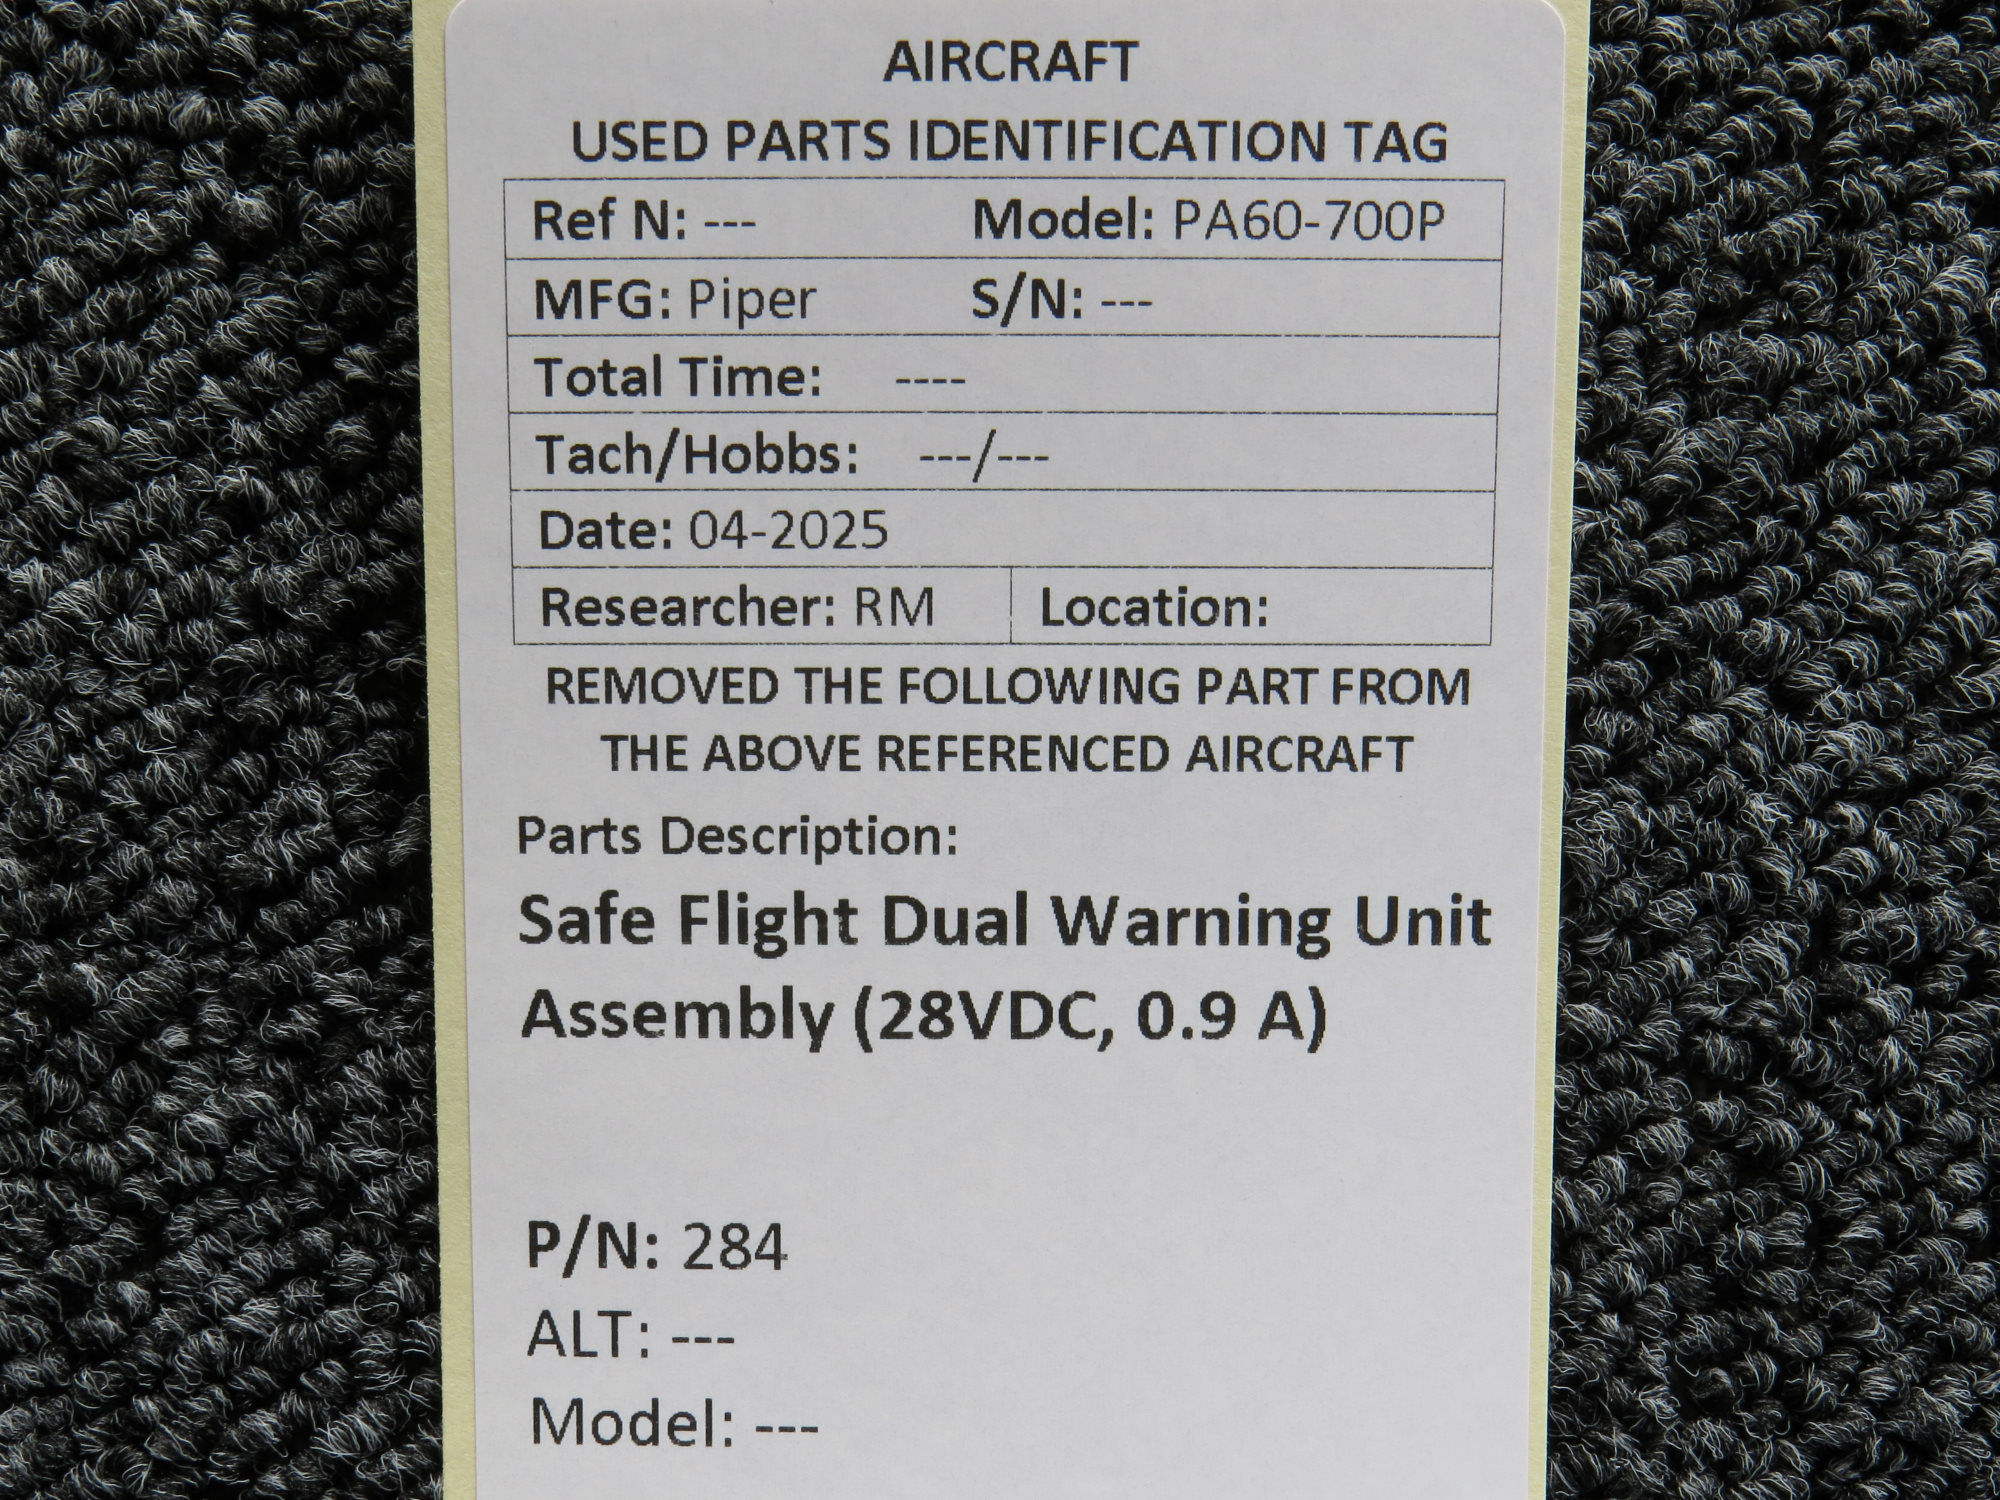 AIRCRAFT
USED PARTS IDENTIFICATION TAG
Ref N: --- Model: PA60-700P
MFG: Piper S/N: ---
Total Time: ----
Tach/Hobbs: ---/---
Date: 04-2025
Researcher: RM Location:
REMOVED THE FOLLOWING PART FROM
THE ABOVE REFERENCED AIRCRAFT
Parts Description:
Safe Flight Dual Warning Unit
Assembly (28VDC, 0.9 A)
P/N: 284
ALT: ---
Model: ---